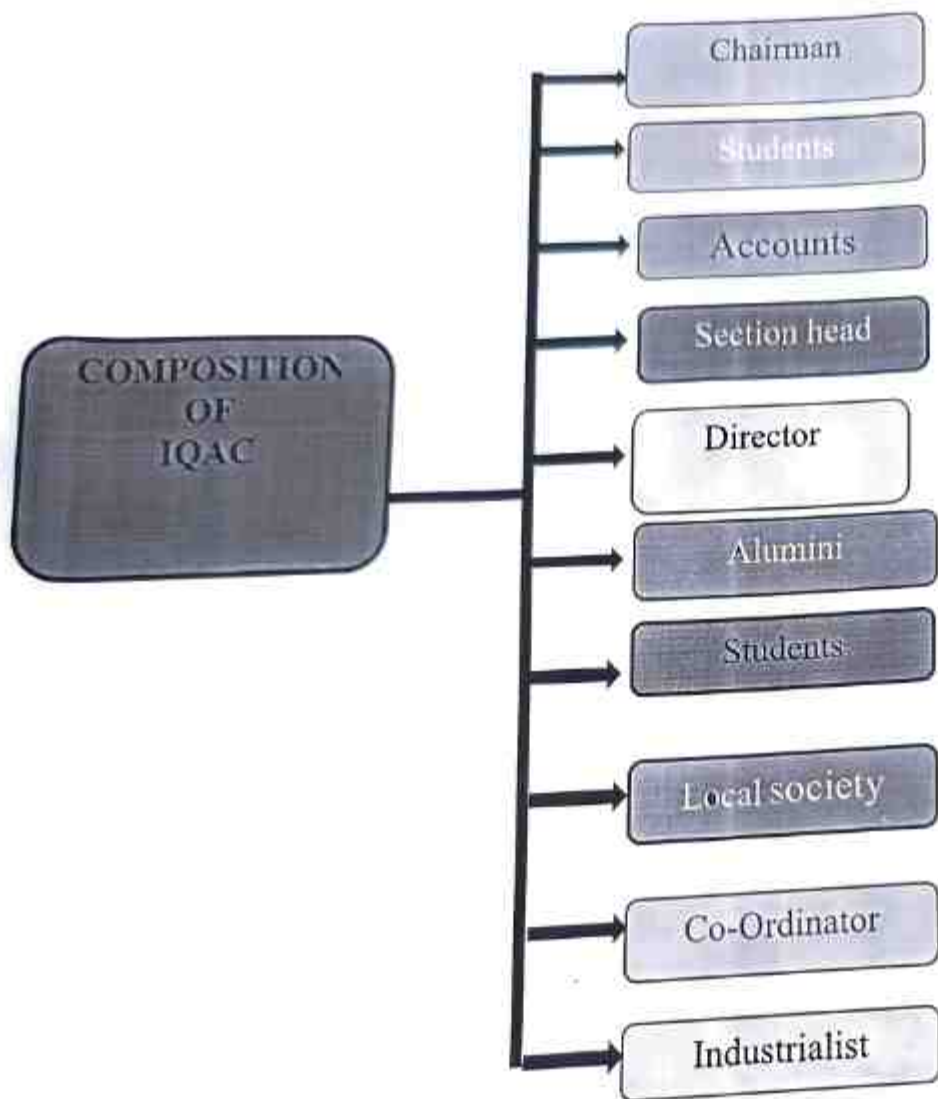 COMPOSITION
OF
IQAC
Chairman
Students
Accounts
Section head
Director
Alumini
Students
Local society
Co-Ordinator
Industrialist